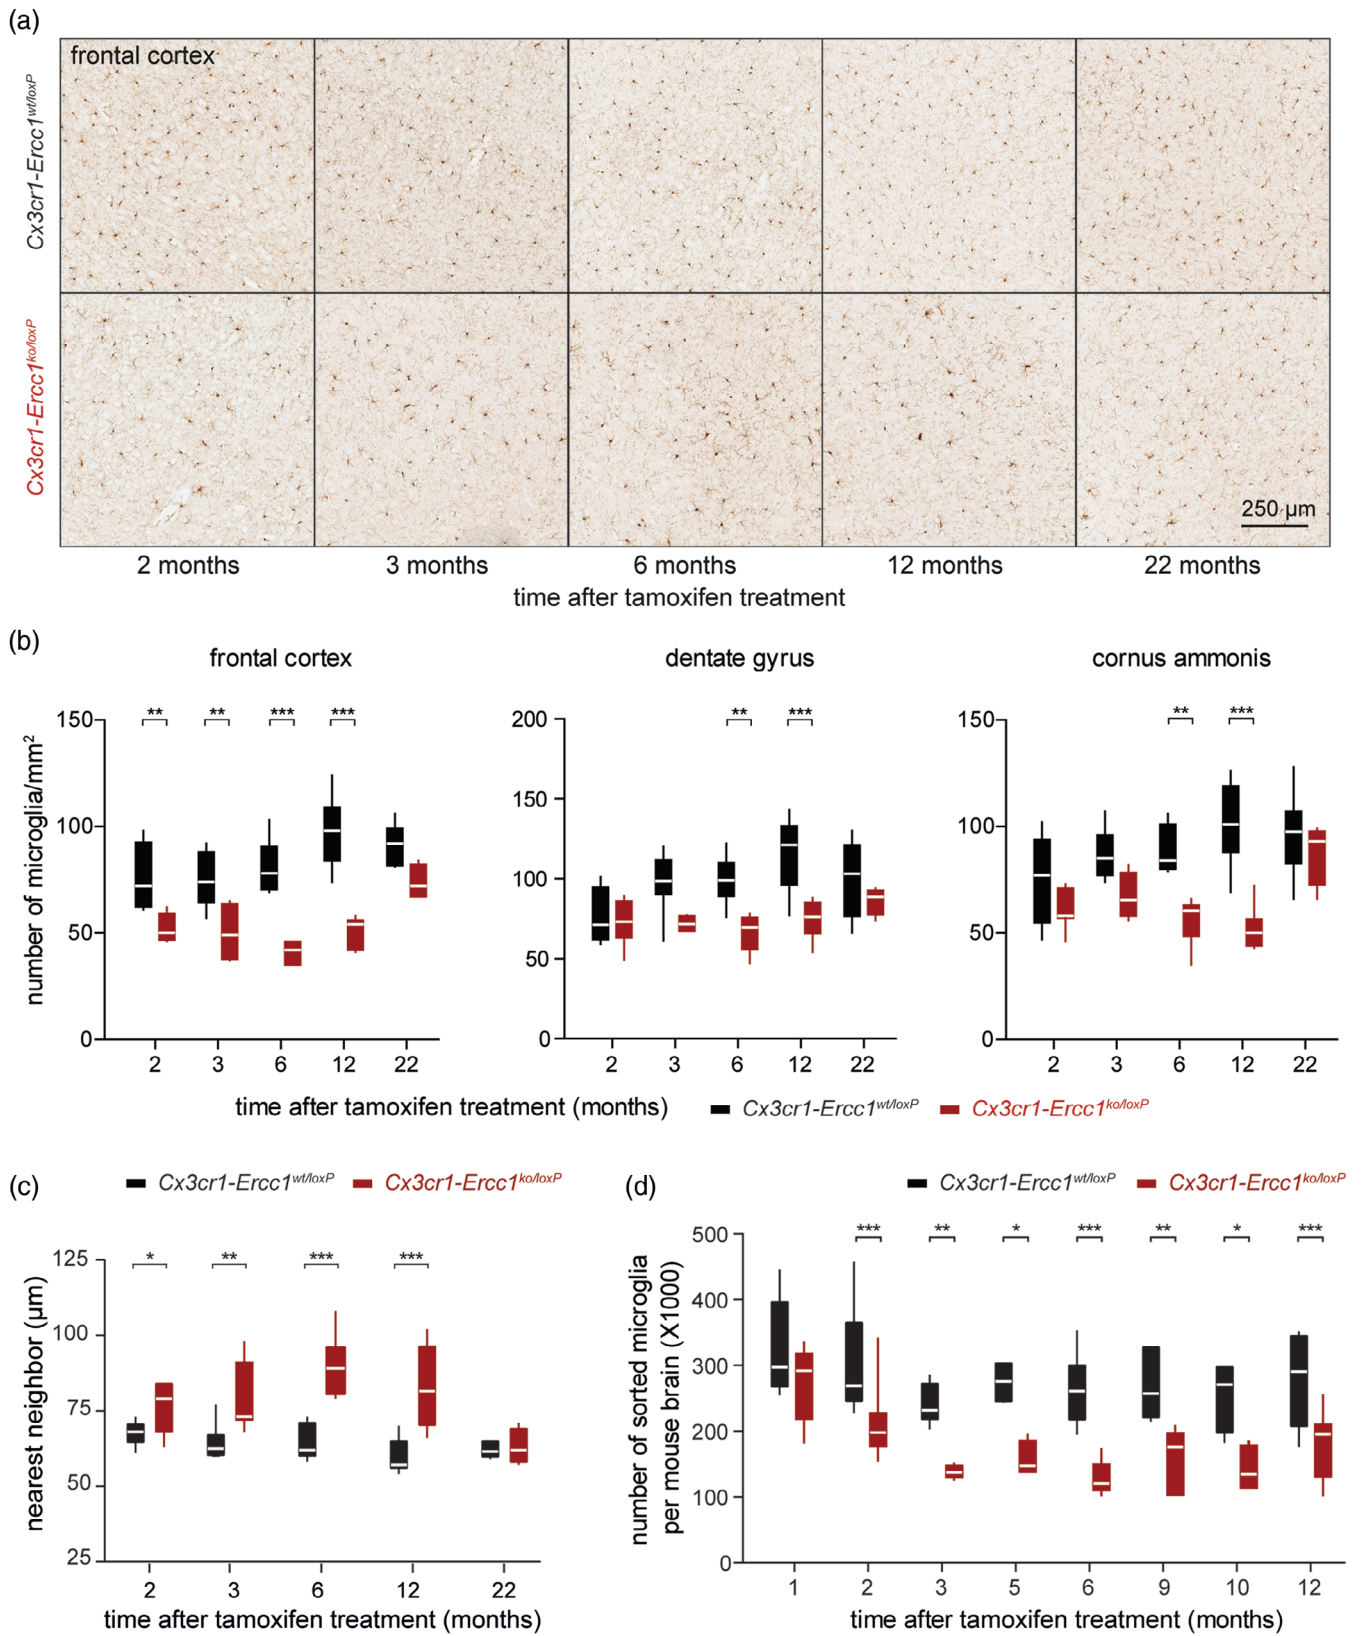 (a)
frontal cortex
Cx3cr1-Ercc1wt/loxP
Cx3cr1-Ercc1ko/loxP
250 µm
2 months 3 months 6 months 12 months 22 months
time after tamoxifen treatment
(b)
frontal cortex dentate gyrus cornus ammonis
number of microglia/mm2
150 100 50 0
** ** *** ***
2 3 6 12 22
200 150 100 50 0
** ***
2 3 6 12 22
150 100 50 0
** ***
2 3 6 12 22
time after tamoxifen treatment (months) Cx3cr1-Ercc1wt/loxP Cx3cr1-Ercc1ko/loxP
(c)
Cx3cr1-Ercc1wt/loxP Cx3cr1-Ercc1ko/loxP
nearest neighbor (µm)
125 100 75 50 25
* ** *** ***
2 3 6 12 22
time after tamoxifen treatment (months)
(d)
Cx3cr1-Ercc1wt/loxP Cx3cr1-Ercc1ko/loxP
number of sorted microglia
per mouse brain (X1000)
500 400 300 200 100 0
*** ** * *** ** * ***
1 2 3 5 6 9 10 12
time after tamoxifen treatment (months)